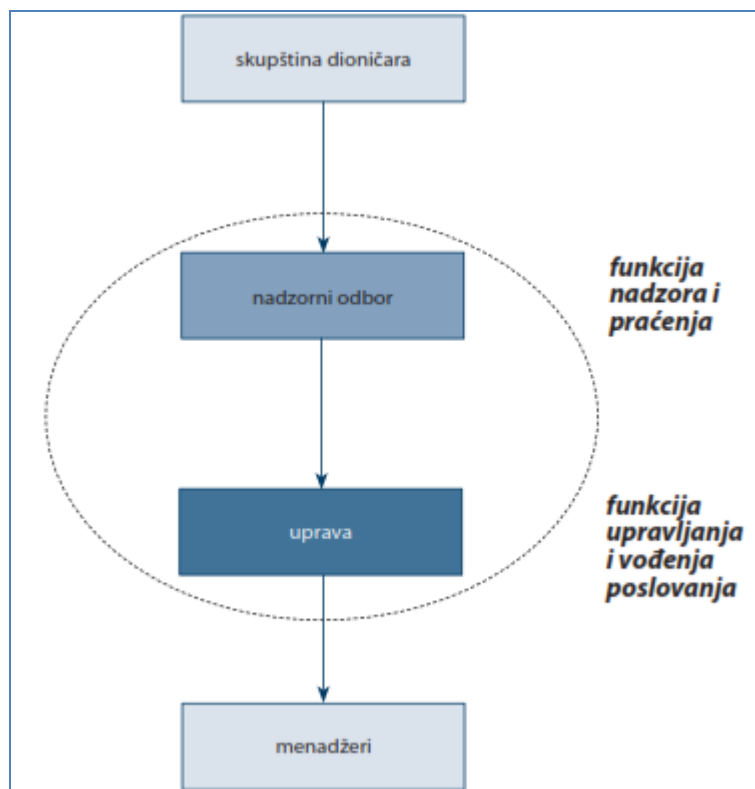 skupština dioničara
nadzorni odbor
funkcija
nadzora i
praćenja
uprava
funkcija
upravljanja
i vođenja
poslovanja
menadžeri